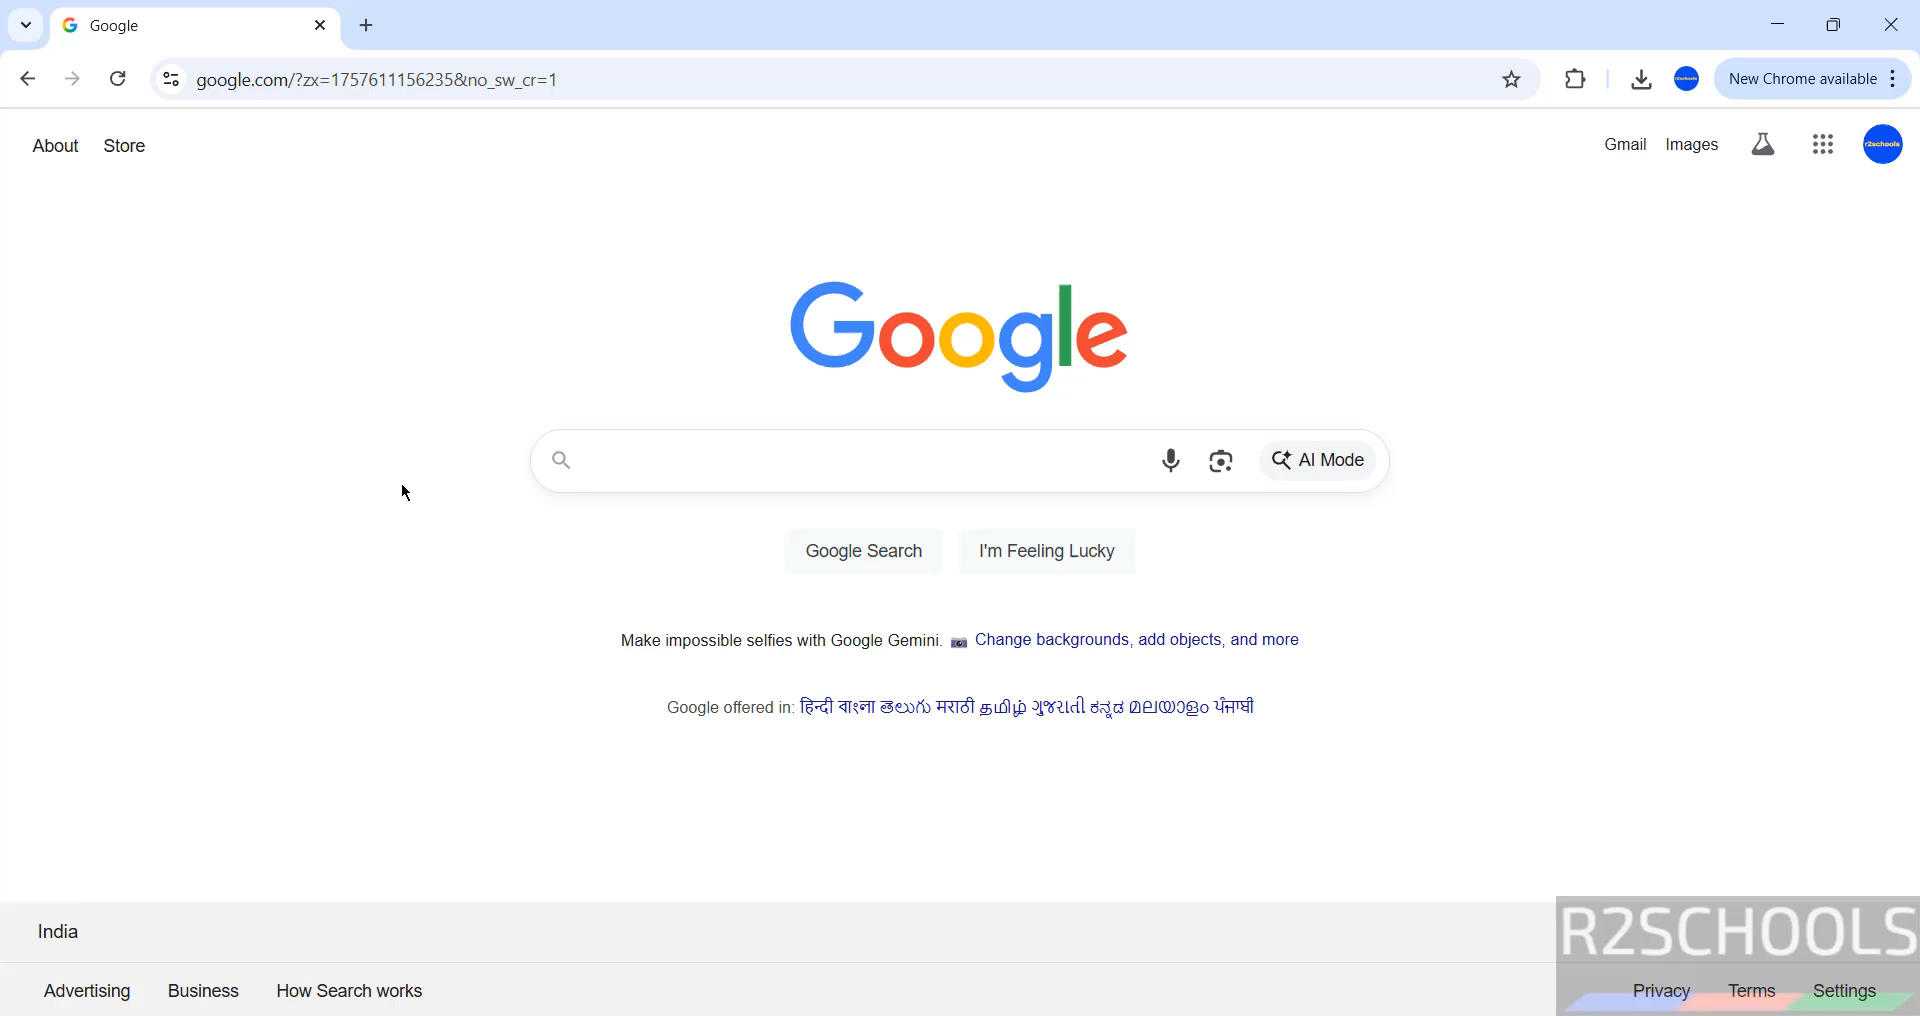 Google
google.com/?zx=1757611156235&no_sw_cr=1
New Chrome available
About Store
Gmail Images
r2schools
Google
AI Mode
Google Search I'm Feeling Lucky
Make impossible selfies with Google Gemini. Change backgrounds, add objects, and more
Google offered in: हिन्दी বাংলা తెలుగు मराठी தமிழ் ગુજરાતી ಕನ್ನಡ മലയാളം ਪੰਜਾਬੀ
India
R2SCHOOLS
Advertising Business How Search works
Privacy Terms Settings